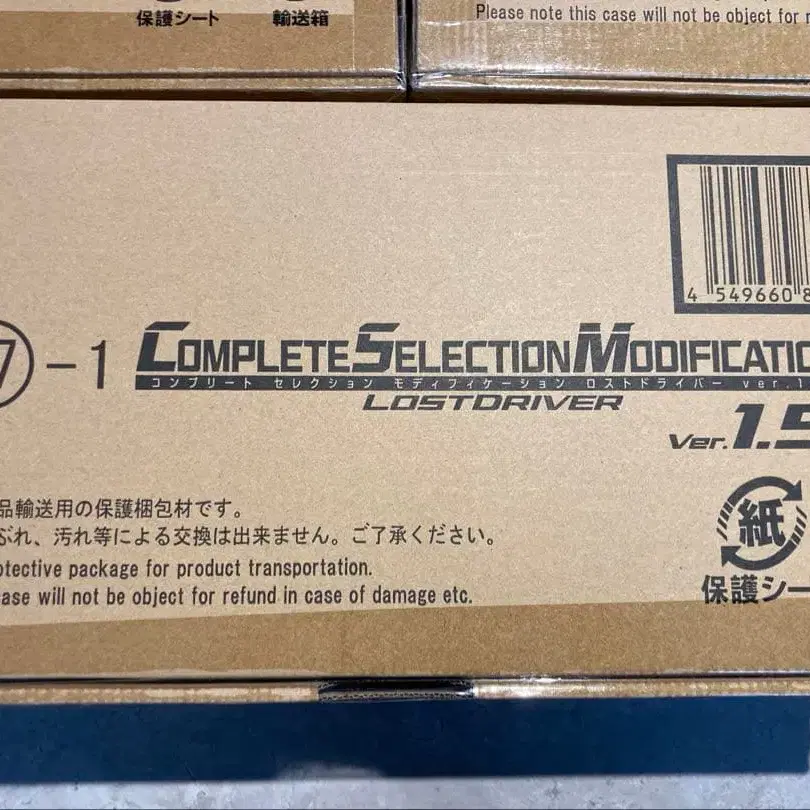 保護シート 輸送箱
Please note this case will not be object for
4 549660 8
7-1
COMPLETE SELECTION MODIFICATIO
コンプリート セレクション モディフィケーション ロストドライバー ver.1
LOSTDRIVER
Ver.1.5
品輸送用の保護梱包材です。
ぶれ、汚れ等による交換は出来ません。ご了承ください。
otective package for product transportation.
case will not be object for refund in case of damage etc.
紙
保護シー